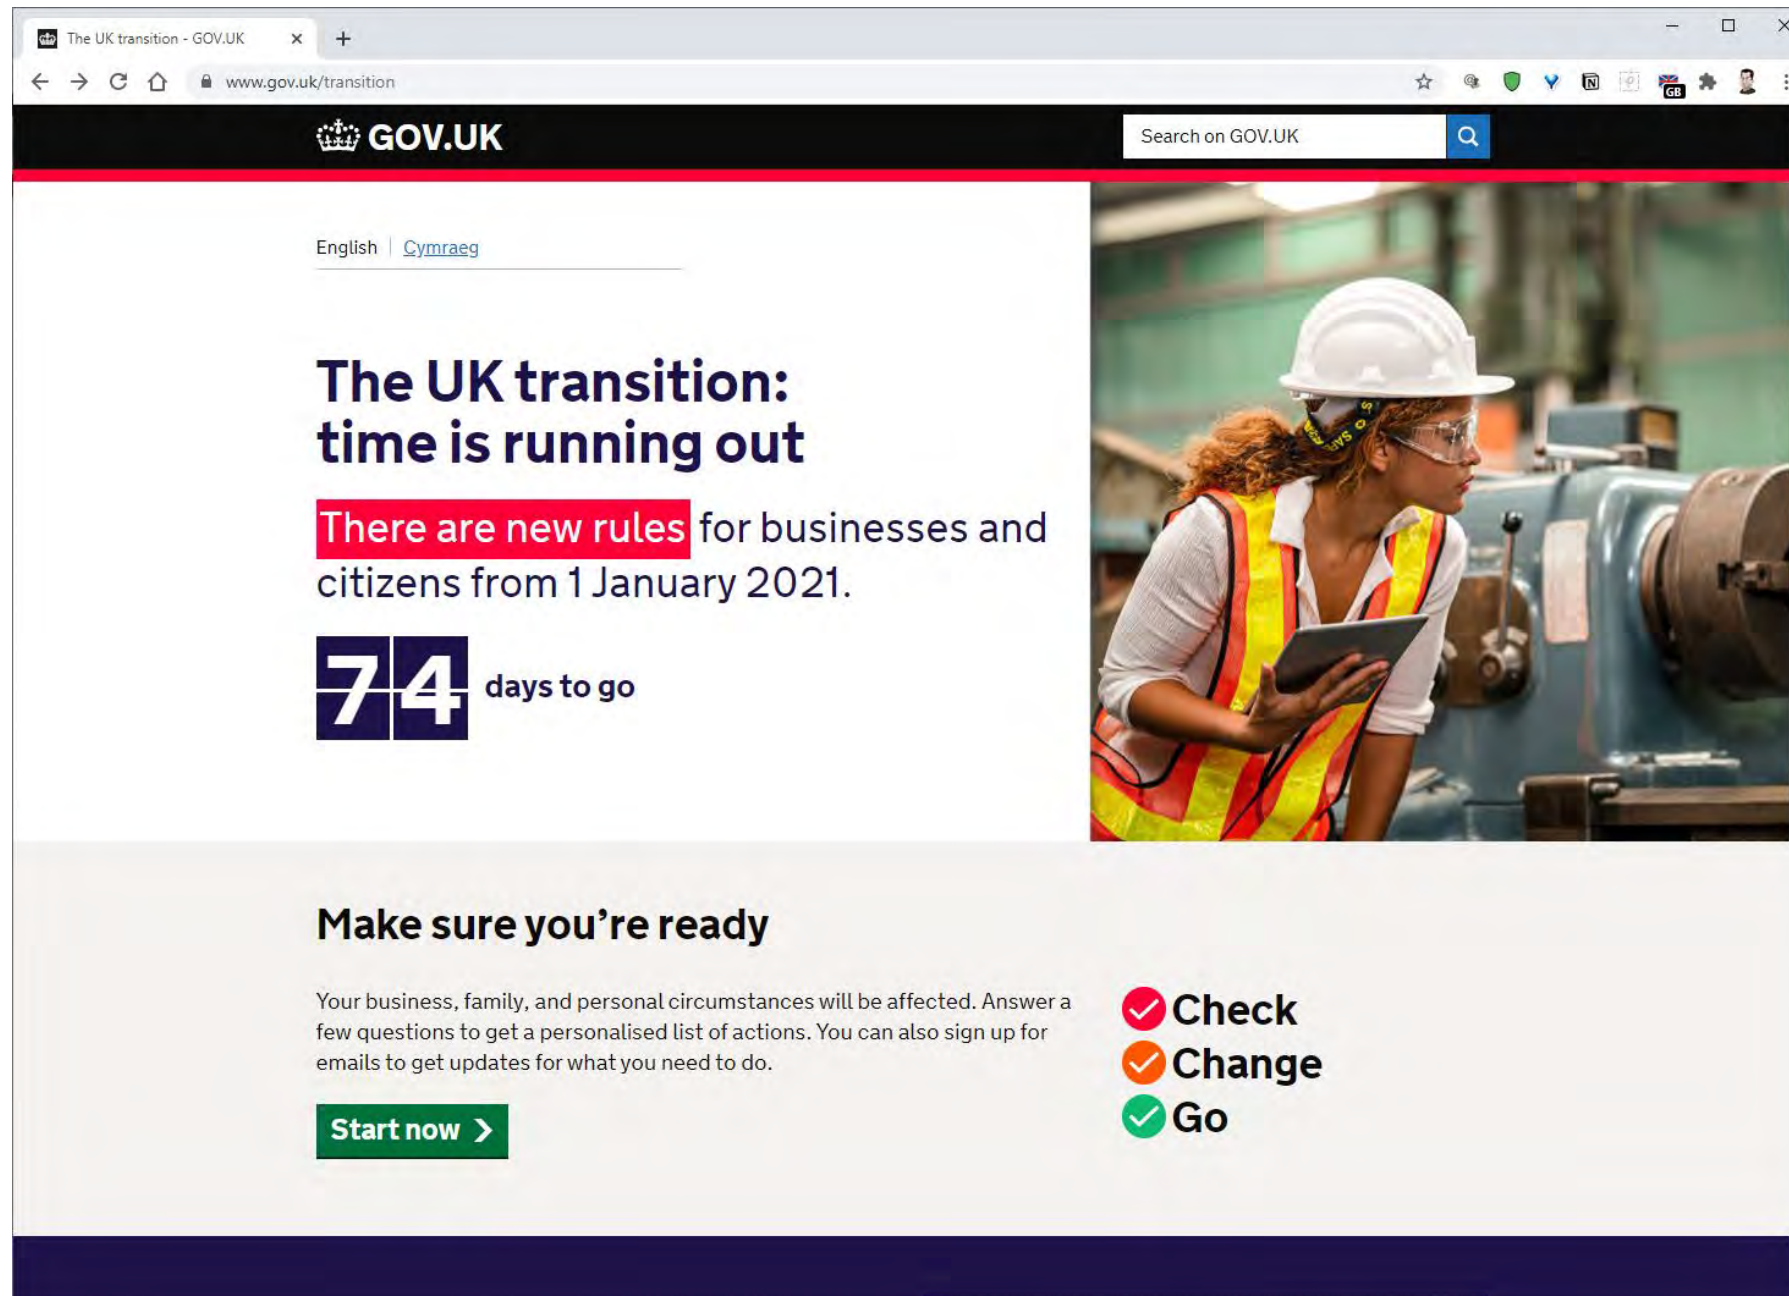 The UK transition - GOV.UK
www.gov.uk/transition
GB
GOV.UK
Search on GOV.UK
English | Cymraeg
The UK transition:
time is running out
There are new rules for businesses and
citizens from 1 January 2021.
74 days to go
Make sure you're ready
Your business, family, and personal circumstances will be affected. Answer a
few questions to get a personalised list of actions. You can also sign up for
emails to get updates for what you need to do.
Start now
Check
Change
Go